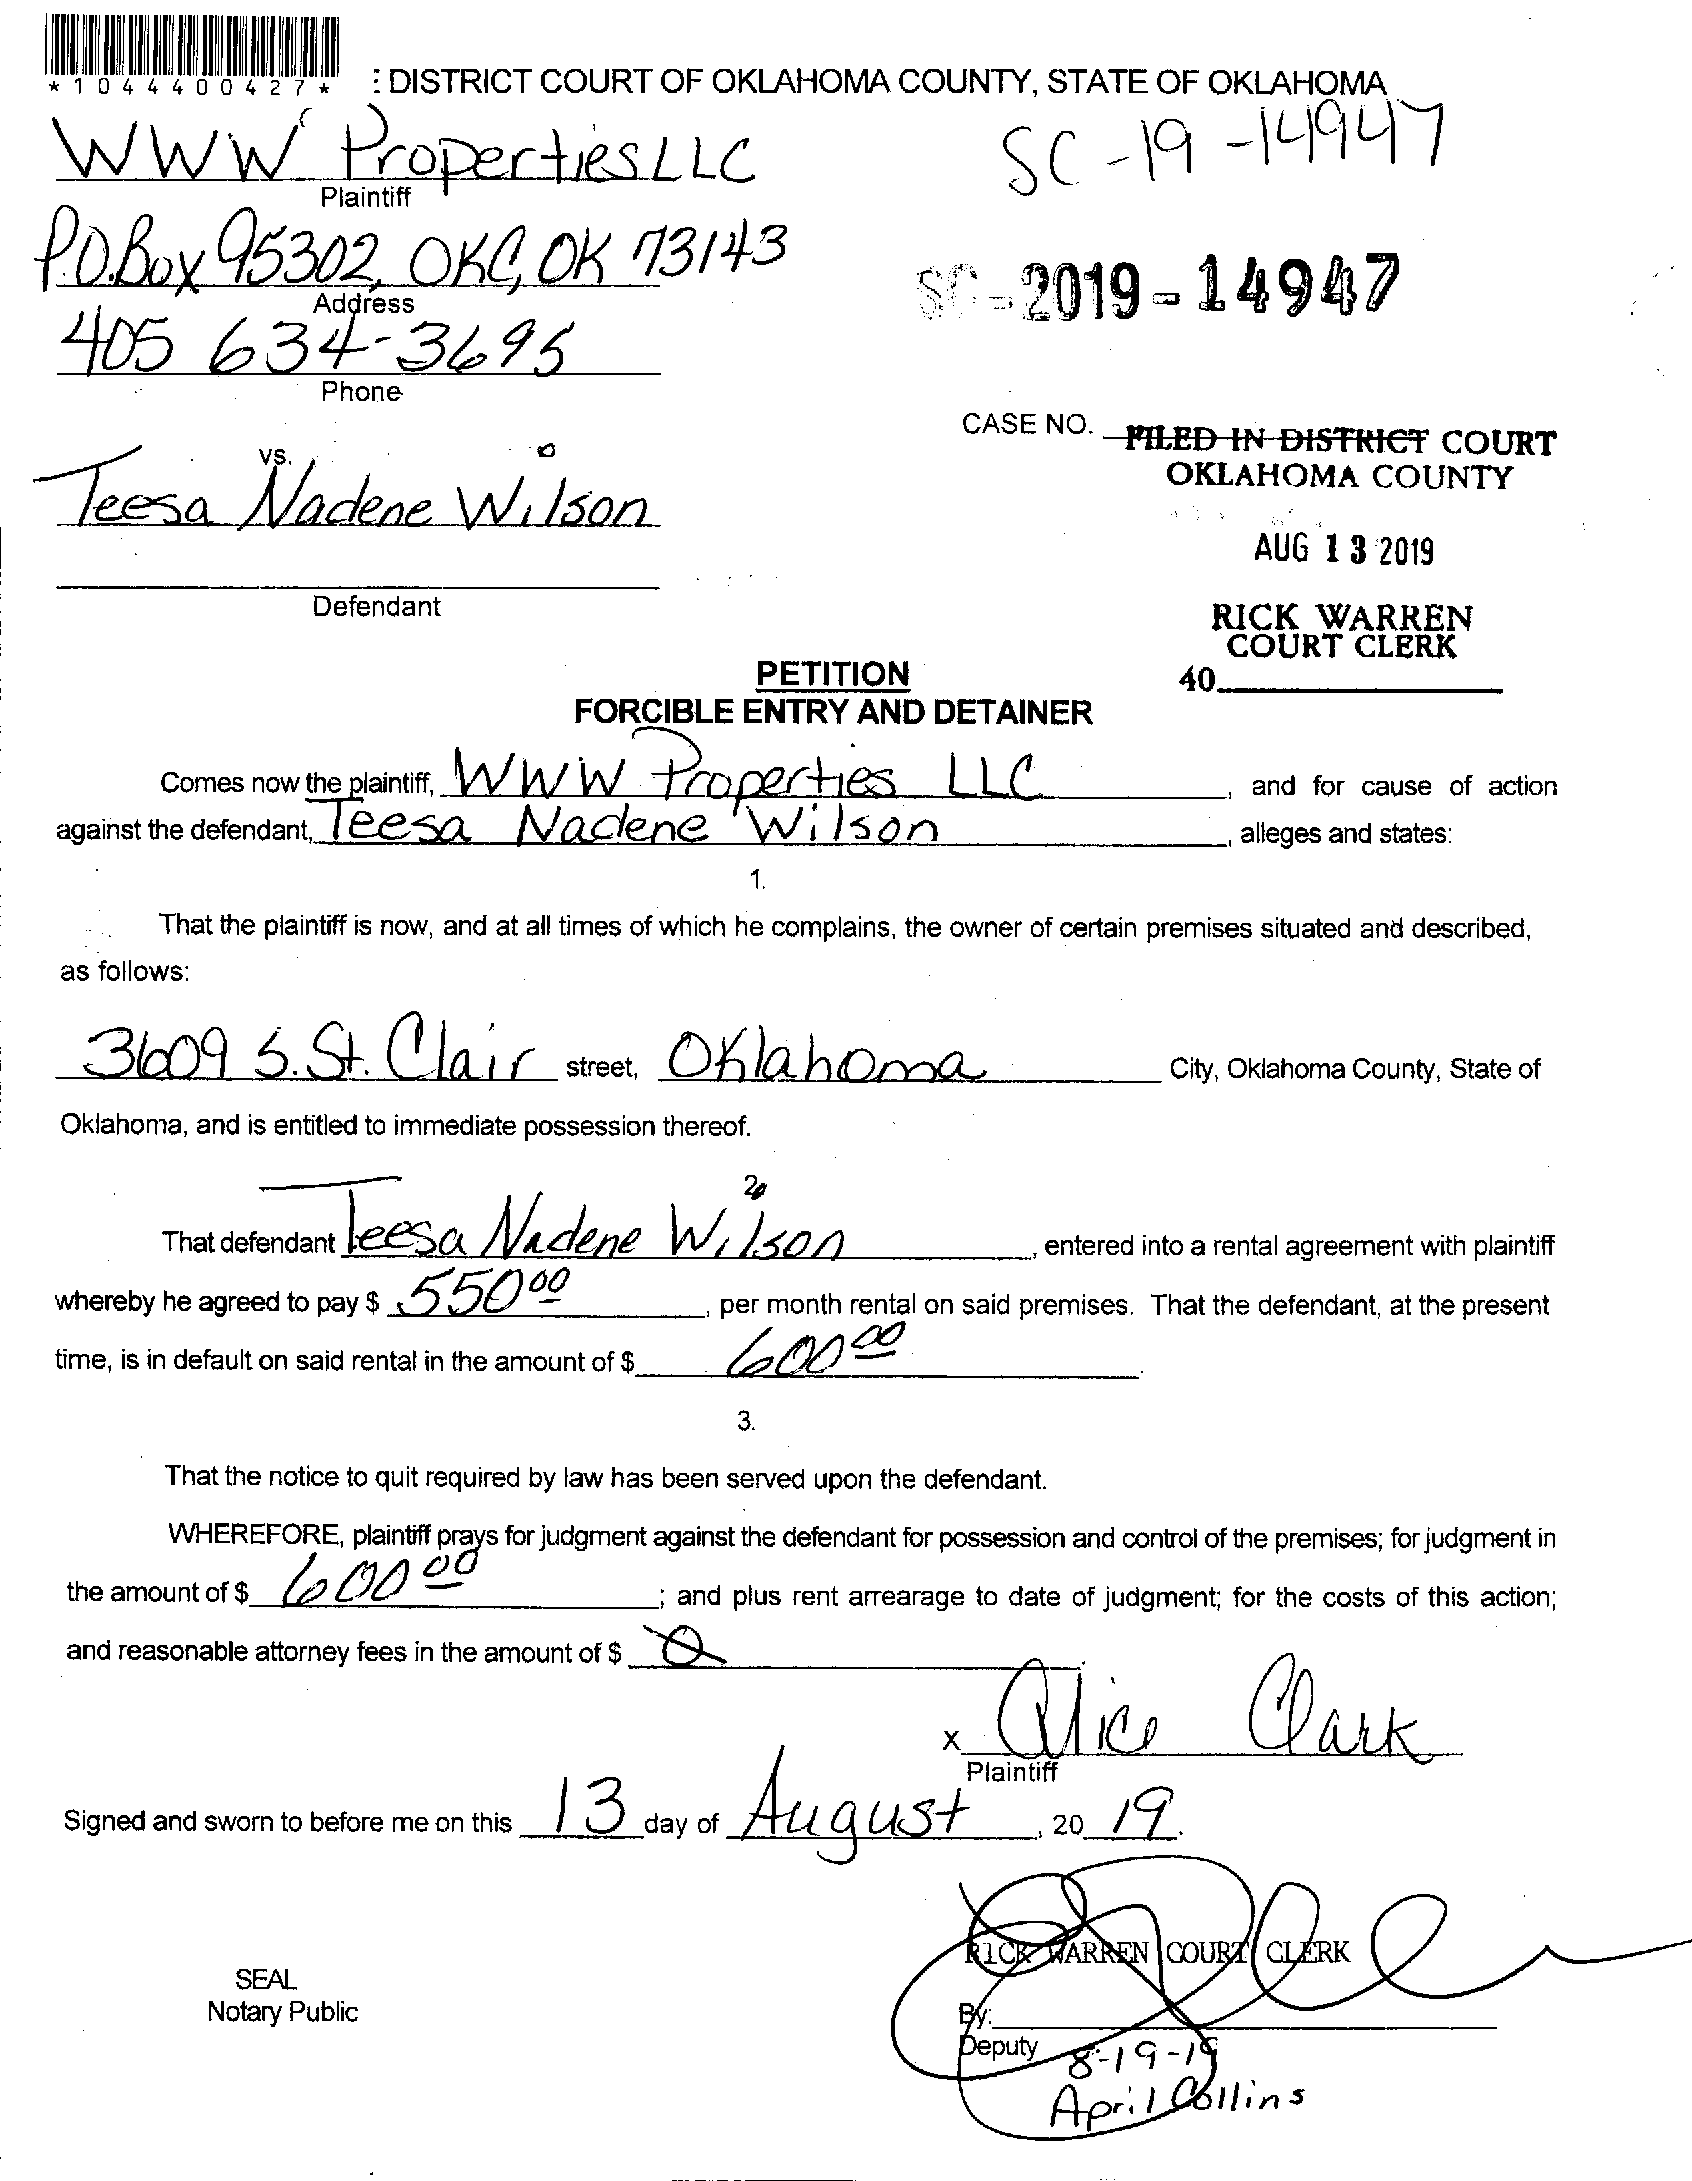 *1044400427*
: DISTRICT COURT OF OKLAHOMA COUNTY, STATE OF OKLAHOMA
WWW Properties LLC
SC-19-14947
Plaintiff
P.O.Box 95302, OKC, OK 73143
SC-2019-14947
Address
405 634-3695
Phone
CASE NO. FILED IN DISTRICT COURT
OKLAHOMA COUNTY
vs.
Teesa Nadene Wilson
AUG 13 2019
Defendant
RICK WARREN
COURT CLERK
40
PETITION
FORCIBLE ENTRY AND DETAINER
Comes now the plaintiff, WWW Properties LLC, and for cause of action
against the defendant, Teesa Nadene Wilson, alleges and states:
1.
That the plaintiff is now, and at all times of which he complains, the owner of certain premises situated and described,
as follows:
3609 S. St. Clair street, Oklahoma City, Oklahoma County, State of
Oklahoma, and is entitled to immediate possession thereof.
2.
That defendant Teesa Nadene Wilson, entered into a rental agreement with plaintiff
whereby he agreed to pay $ 550 00, per month rental on said premises. That the defendant, at the present
time, is in default on said rental in the amount of $ 600 00
3.
That the notice to quit required by law has been served upon the defendant.
WHEREFORE, plaintiff prays for judgment against the defendant for possession and control of the premises; for judgment in
the amount of $ 600 00; and plus rent arrearage to date of judgment; for the costs of this action;
and reasonable attorney fees in the amount of $ 0
x Alice Clark
Plaintiff
Signed and sworn to before me on this 13 day of August, 20 19.
RICK WARREN COURT CLERK
SEAL
Notary Public
By:
Deputy
8-19-19
April Collins